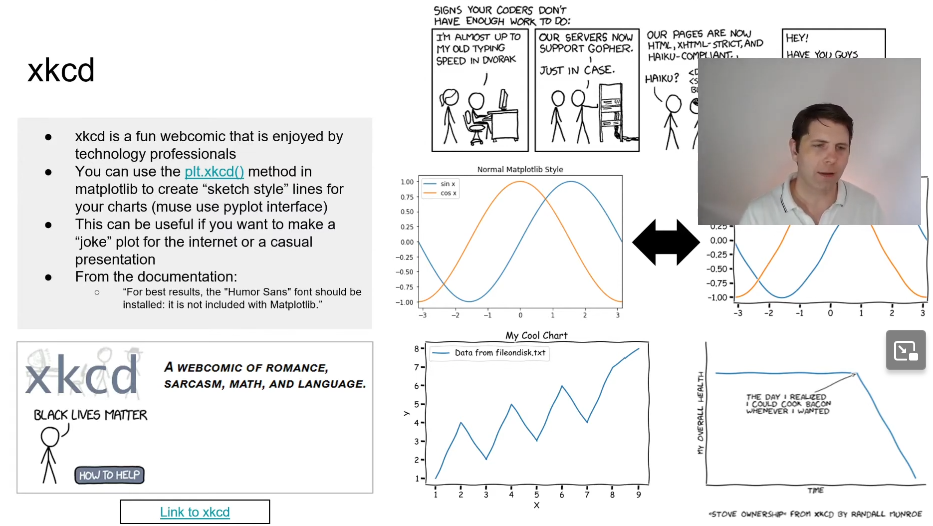 xkcd
● xkcd is a fun webcomic that is enjoyed by
technology professionals
● You can use the plt.xkcd() method in
matplotlib to create “sketch style” lines for
your charts (muse use pyplot interface)
● This can be useful if you want to make a
“joke” plot for the internet or a casual
presentation
● From the documentation:
○ “For best results, the "Humor Sans" font should be
installed: it is not included with Matplotlib.”
xkcd
A WEBCOMIC OF ROMANCE,
SARCASM, MATH, AND LANGUAGE.
BLACK LIVES MATTER
HOW TO HELP
Link to xkcd
SIGNS YOUR CODERS DON'T
HAVE ENOUGH WORK TO DO:
I'M ALMOST UP TO
MY OLD TYPING
SPEED IN DVORAK
OUR SERVERS NOW
SUPPORT GOPHER.
JUST IN CASE.
OUR PAGES ARE NOW
HTML, XHTML-STRICT, AND
HAIKU-COMPLIANT.
HAIKU?
HEY!
HAVE YOU GUYS
Normal Matplotlib Style
sin x
cos x
1.00
0.75
0.50
0.25
0.00
−0.25
−0.50
−0.75
−1.00
−3 −2 −1 0 1 2 3
0.25
0.00
-0.25
-0.50
-0.75
-1.00
-3 -2 -1 0 1 2 3
My Cool Chart
Data from fileondisk.txt
8
7
6
5
4
3
2
1
y
1 2 3 4 5 6 7 8 9
x
MY OVERALL HEALTH
THE DAY I REALIZED
I COULD COOK BACON
WHENEVER I WANTED
TIME
"STOVE OWNERSHIP" FROM XKCD BY RANDALL MUNROE